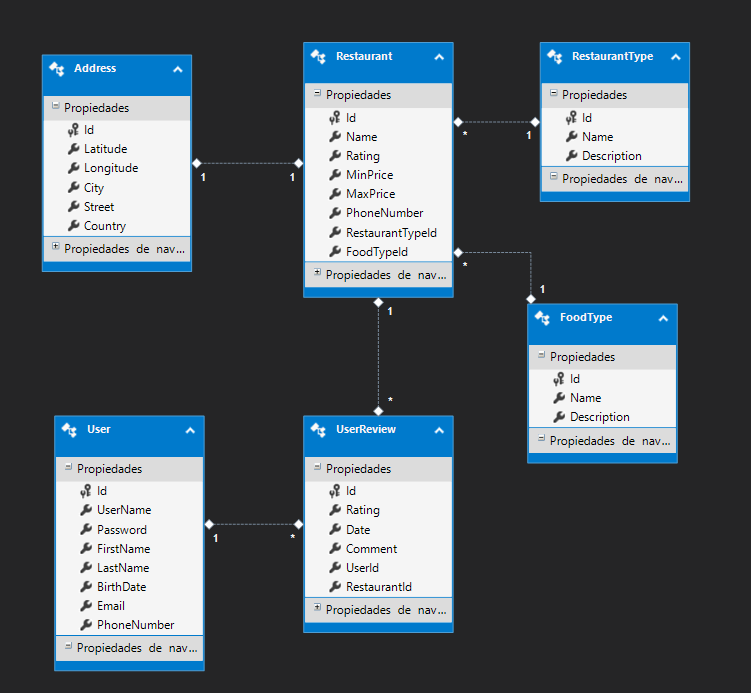 Address
Propiedades
Id
Latitude
Longitude
City
Street
Country
Propiedades de nav...
1
1
Restaurant
Propiedades
Id
Name
Rating
MinPrice
MaxPrice
PhoneNumber
RestaurantTypeId
FoodTypeId
Propiedades de nav...
*
1
RestaurantType
Propiedades
Id
Name
Description
Propiedades de nav...
*
1
FoodType
Propiedades
Id
Name
Description
Propiedades de nav...
1
*
User
Propiedades
Id
UserName
Password
FirstName
LastName
BirthDate
Email
PhoneNumber
Propiedades de nav...
1
*
UserReview
Propiedades
Id
Rating
Date
Comment
UserId
RestaurantId
Propiedades de nav...